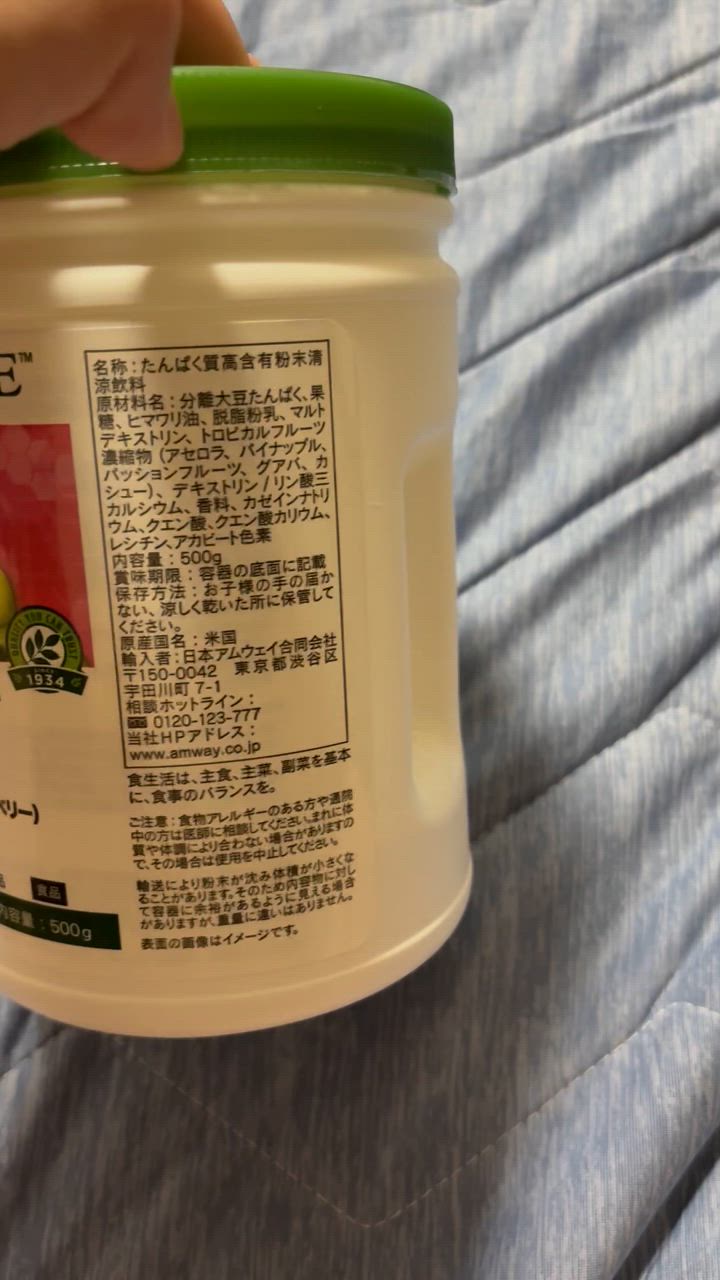 E™
名称：たんぱく質高含有粉末清
涼飲料
原材料名：分離大豆たんぱく、果
糖、ヒマワリ油、脱脂粉乳、マルト
デキストリン、トロピカルフルーツ
濃縮物（アセロラ、パイナップル、
パッションフルーツ、グアバ、カ
シュー）、デキストリン/リン酸三
カルシウム、香料、カゼインナトリ
ウム、クエン酸、クエン酸カリウム、
レシチン、アカビート色素
内容量：500g
賞味期限：容器の底面に記載
保存方法：お子様の手の届か
ない、涼しく乾いた所に保管して
ください。
原産国名：米国
輸入者：日本アムウェイ合同会社
〒150-0042 東京都渋谷区
宇田川町 7-1
相談ホットライン：
0120-123-777
当社HPアドレス：
www.amway.co.jp
食生活は、主食、主菜、副菜を基本
に、食事のバランスを。
ご注意：食物アレルギーのある方や通院
中の方は医師に相談してください。まれに体
質や体調により合わない場合がありますの
で、その場合は使用を中止してください。
輸送により粉末が沈み体積が小さくな
ることがあります。そのため内容物に対し
て容器に余裕があるように見える場合
がありますが、重量に違いはありません。
表面の画像はイメージです。
QUALITY YOU CAN TRUST
SINCE
1934
ベリー)
品
食品
内容量：500g